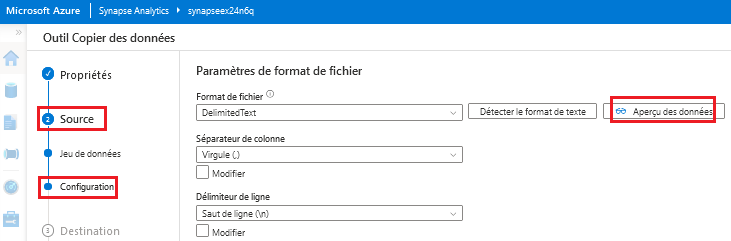 Microsoft Azure Synapse Analytics > synapseex24n6q
»
Outil Copier des données
Propriétés
2 Source
Jeu de données
Configuration
3 Destination
Paramètres de format de fichier
Format de fichier
DelimitedText
Détecter le format de texte
Aperçu des données
Séparateur de colonne
Virgule (,)
Modifier
Délimiteur de ligne
Saut de ligne (\n)
Modifier